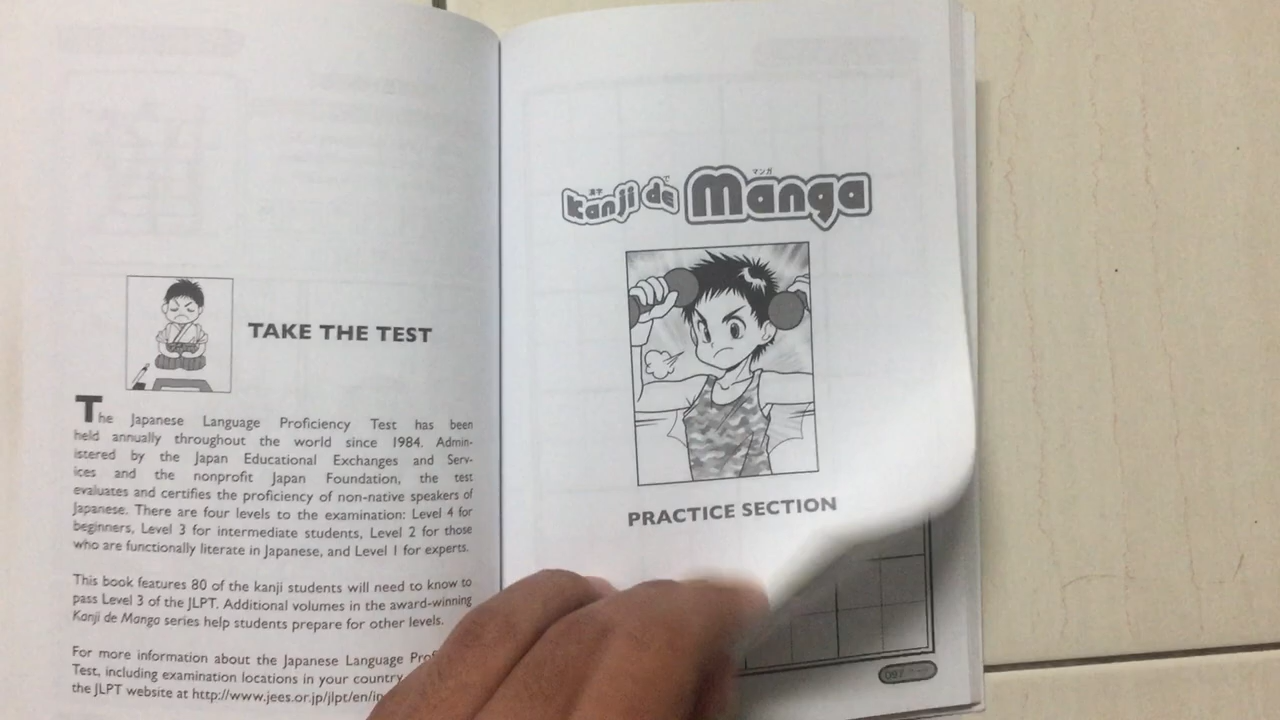 TAKE THE TEST
The Japanese Language Proficiency Test has been
held annually throughout the world since 1984. Admin-
istered by the Japan Educational Exchanges and Serv-
ices and the nonprofit Japan Foundation, the test
evaluates and certifies the proficiency of non-native speakers of
Japanese. There are four levels to the examination: Level 4 for
beginners, Level 3 for intermediate students, Level 2 for those
who are functionally literate in Japanese, and Level 1 for experts.
This book features 80 of the kanji students will need to know to
pass Level 3 of the JLPT. Additional volumes in the award-winning
Kanji de Manga series help students prepare for other levels.
For more information about the Japanese Language
Test, including examination locations in your country
the JLPT website at http://www.jees.or.jp/jlpt/en/in
漢字 で マンガ
kanji de Manga
PRACTICE SECTION
097